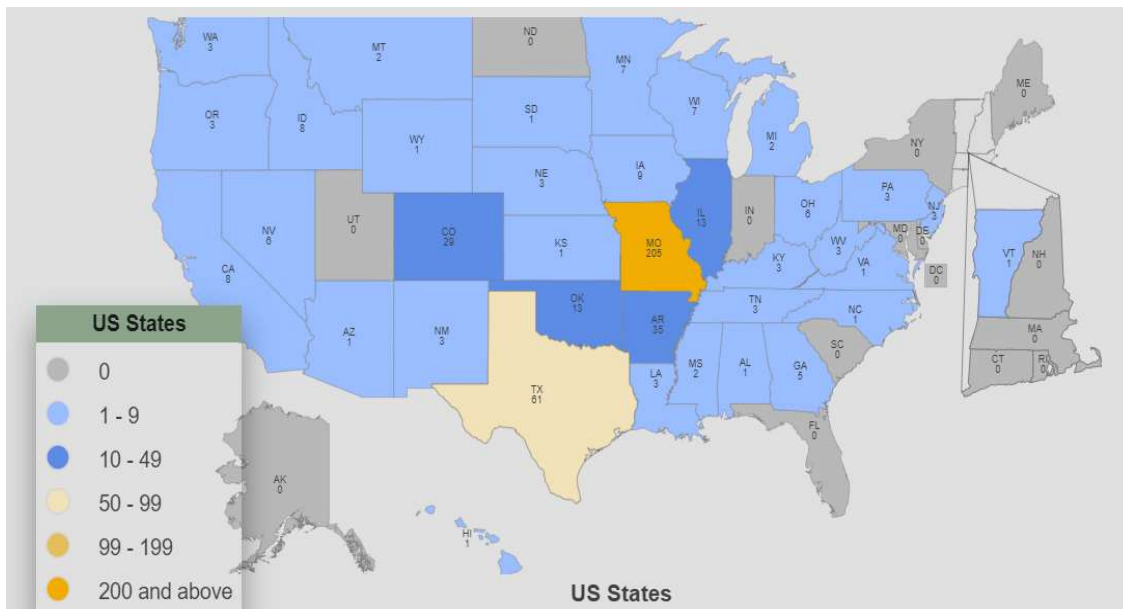 WA
3
MT
2
ND
0
MN
7
ME
0
OR
3
ID
8
SD
1
WI
7
MI
2
NY
0
WY
1
IA
9
NE
3
PA
3
NJ
3
OH
6
IL
13
IN
0
MD
0
DE
0
UT
0
CO
29
NV
6
KS
1
MO
205
KY
3
WV
3
VA
1
DC
0
VT
1
NH
0
CA
8
MA
0
CT
0
RI
0
AZ
1
NM
3
OK
13
AR
35
TN
3
NC
1
SC
0
MS
2
AL
1
GA
5
LA
3
TX
61
FL
0
AK
0
HI
1
US States
0
1 - 9
10 - 49
50 - 99
99 - 199
200 and above
US States